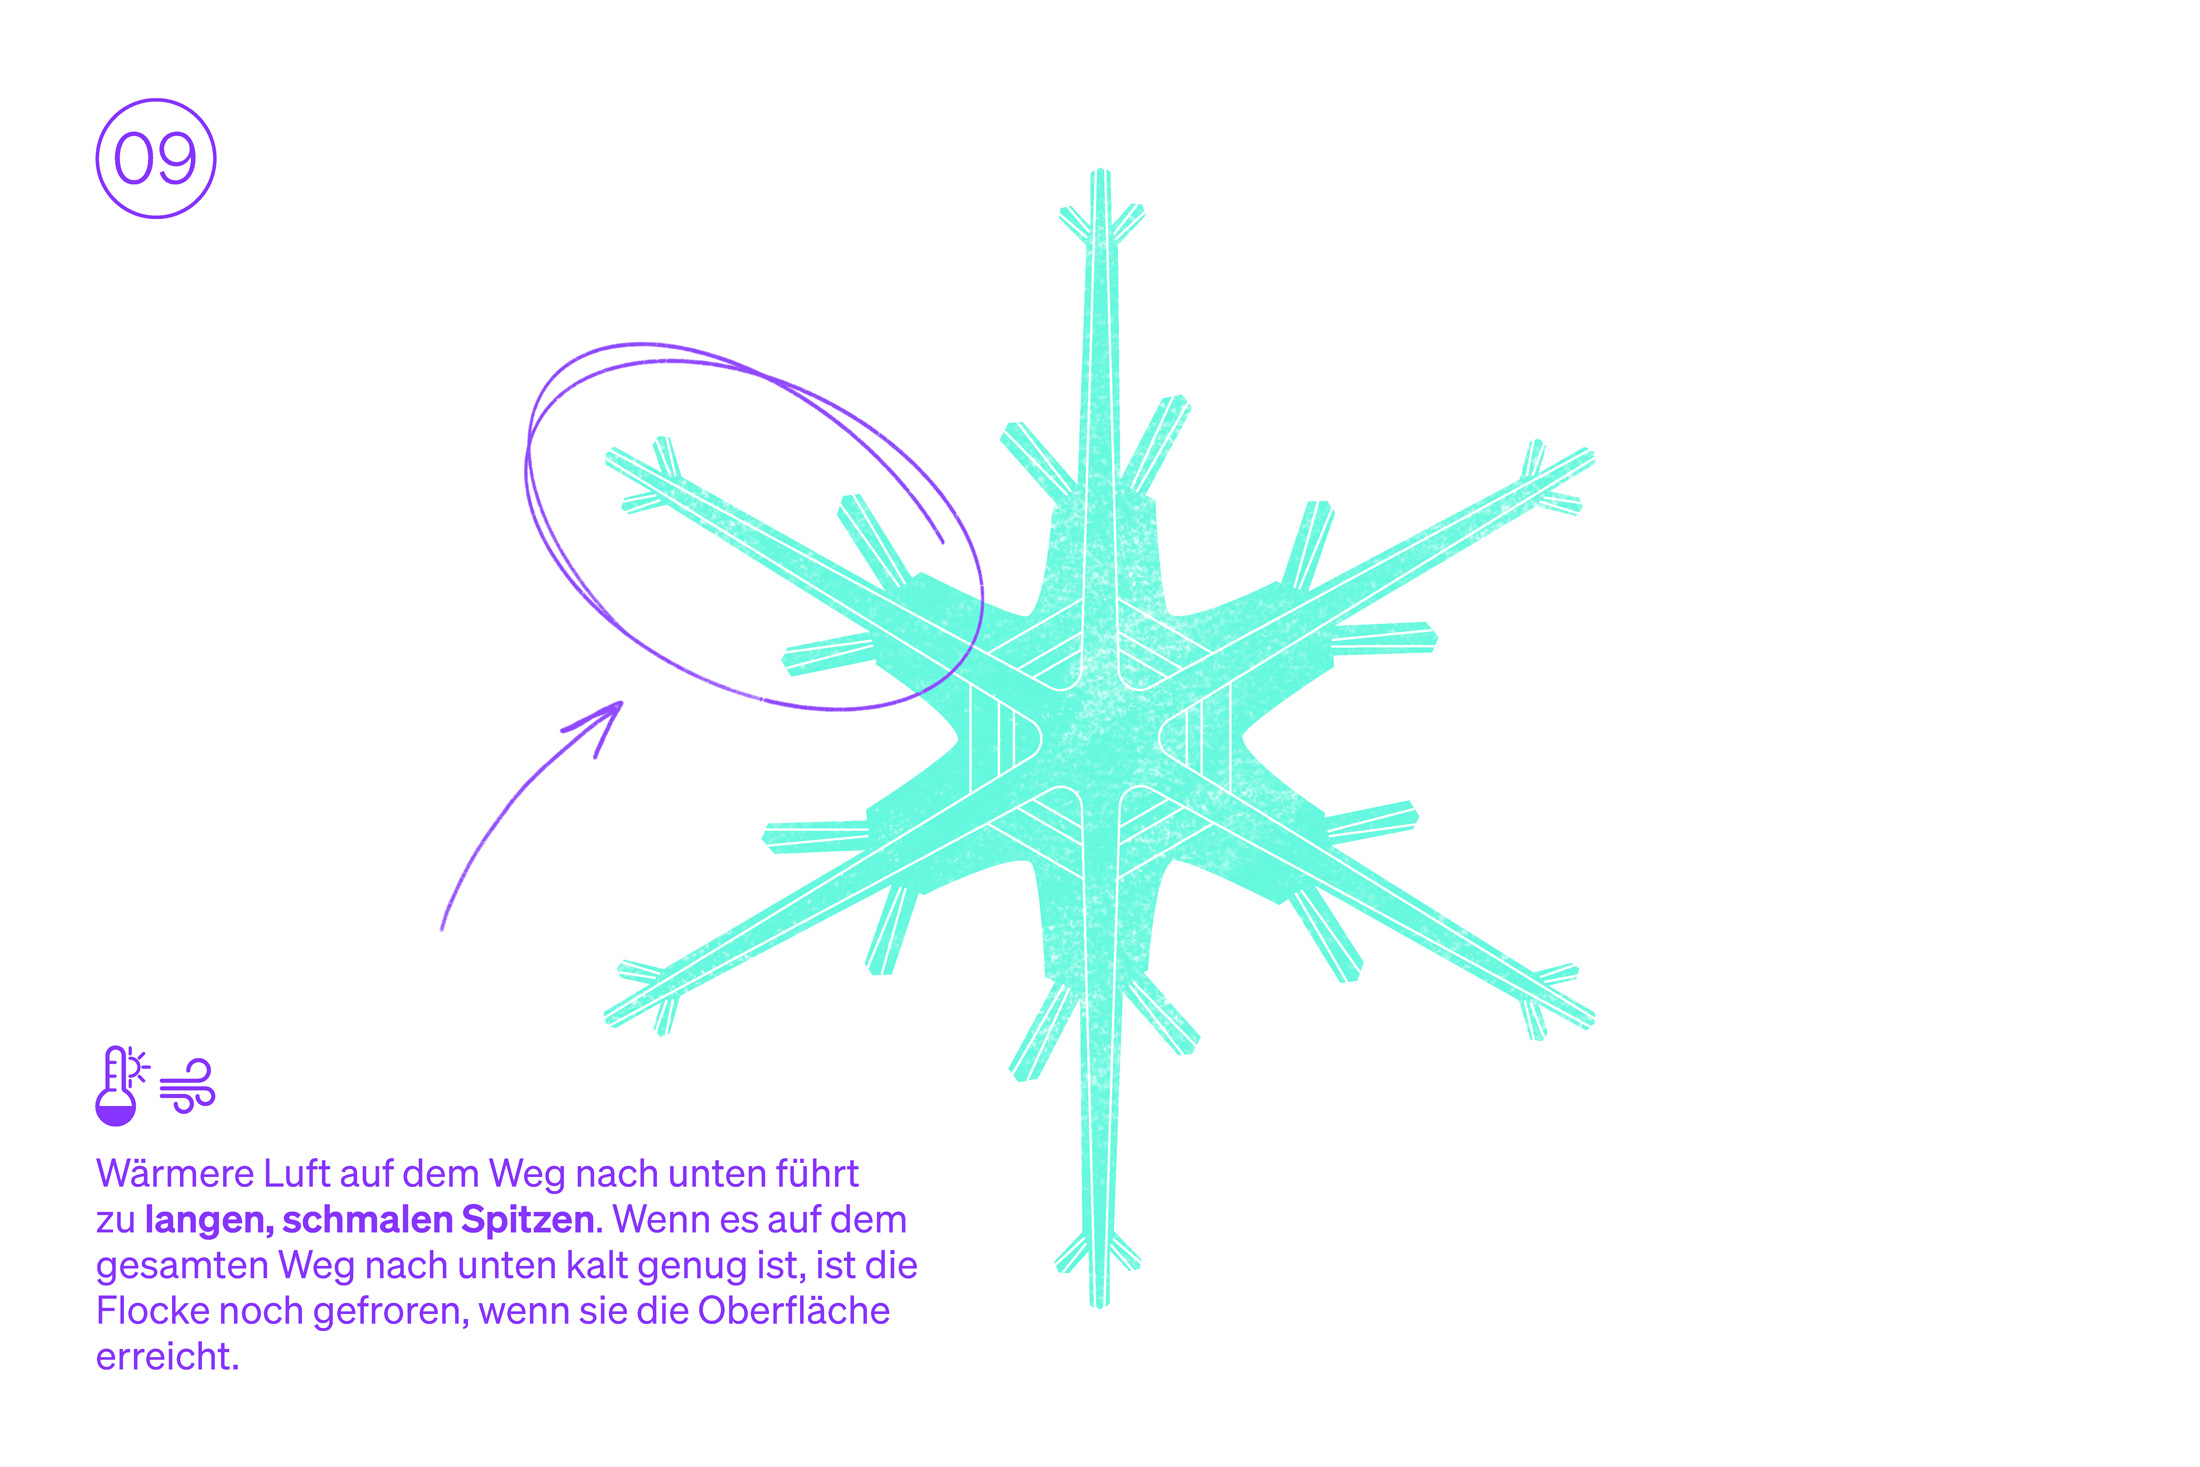 09
Wärmere Luft auf dem Weg nach unten führt
zu langen, schmalen Spitzen. Wenn es auf dem
gesamten Weg nach unten kalt genug ist, ist die
Flocke noch gefroren, wenn sie die Oberfläche
erreicht.